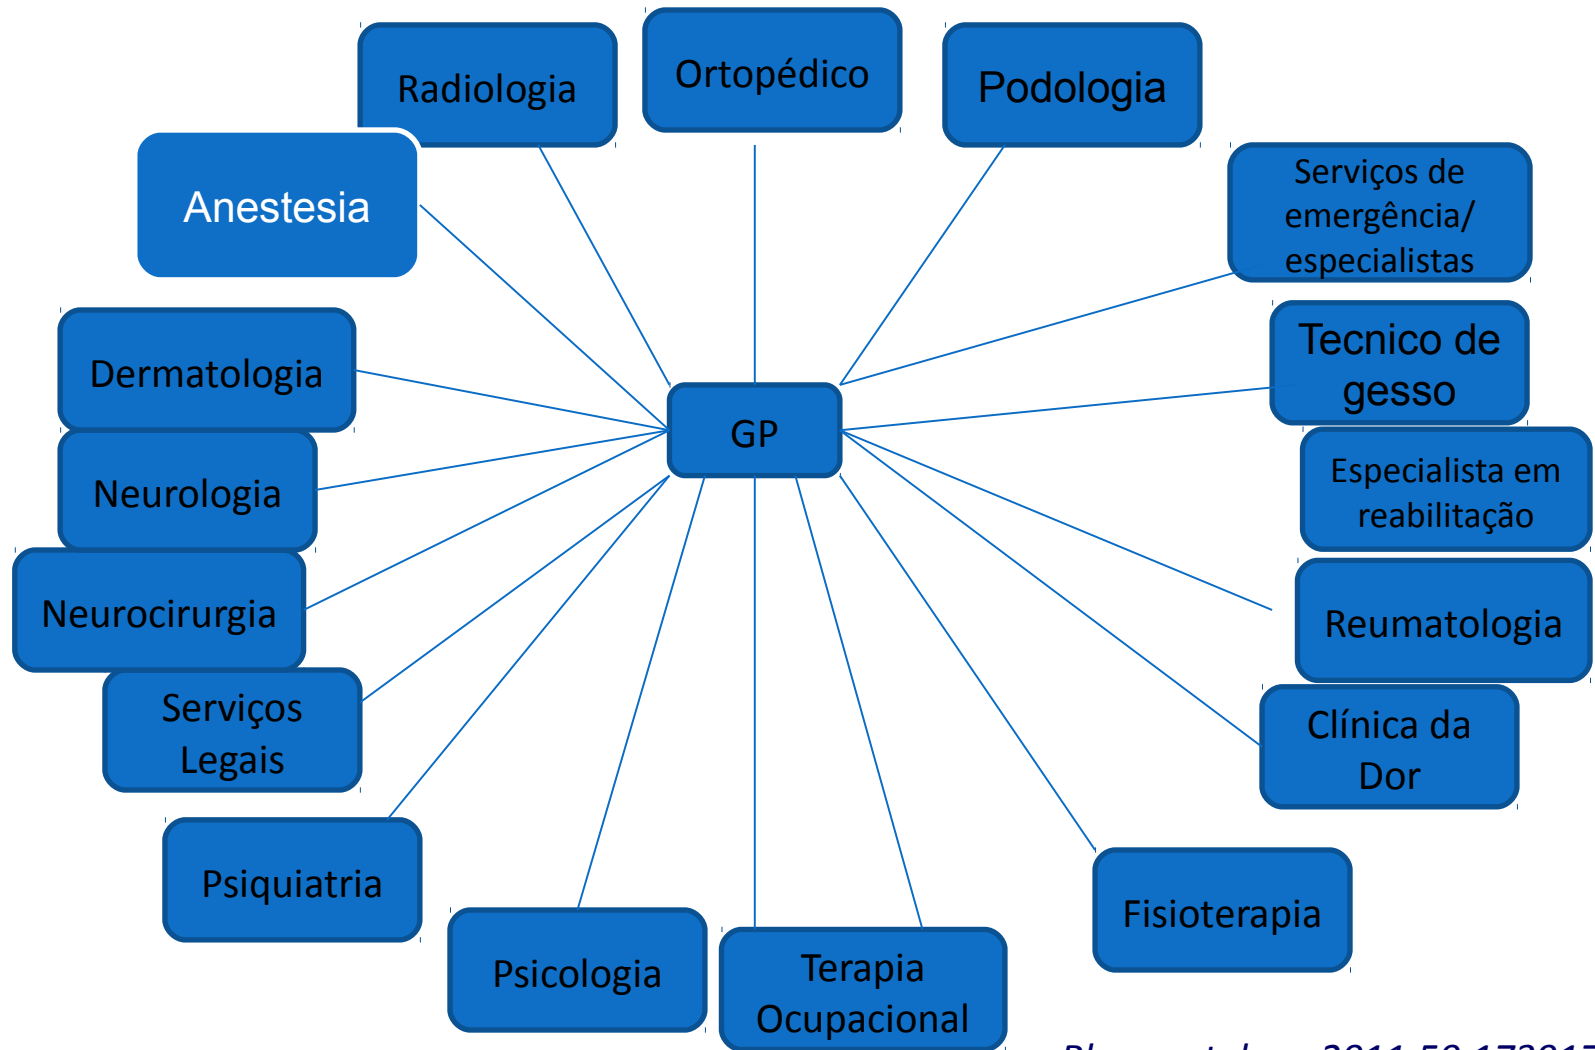 Radiologia
Ortopédico
Podologia
Anestesia
Serviços de
emergência/
especialistas
Tecnico de
gesso
Dermatologia
GP
Especialista em
reabilitação
Neurologia
Neurocirurgia
Reumatologia
Serviços
Legais
Clínica da
Dor
Psiquiatria
Fisioterapia
Psicologia
Terapia
Ocupacional